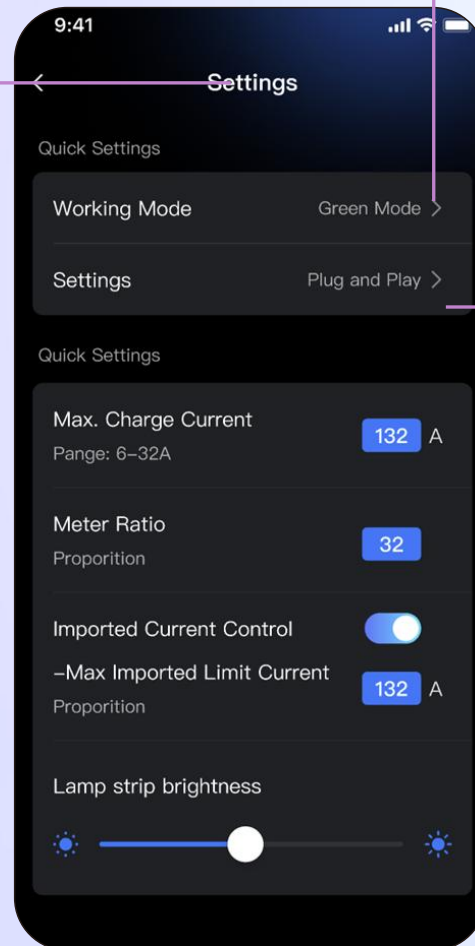 9:41
Settings
Quick Settings
Working Mode Green Mode
Settings Plug and Play
Quick Settings
Max. Charge Current 132 A
Pange: 6–32A
Meter Ratio 32
Proporition
Imported Current Control
–Max Imported Limit Current 132 A
Proporition
Lamp strip brightness